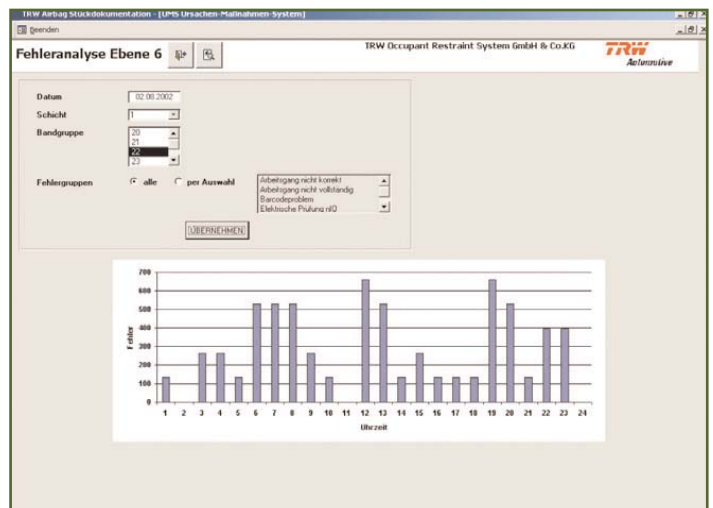 TRW Airbag Stückdokumentation - [UMS Ursachen-Maßnahmen-System]
Beenden
Fehleranalyse Ebene 6
TRW Occupant Restraint System GmbH & Co.KG
TRW
Automotive
Datum 02.08.2002
Schicht 1
Bandgruppe 20
21
22
23
Fehlergruppen alle per Auswahl
Arbeitsgang nicht korrekt
Arbeitsgang nicht vollständig
Barcodeproblem
Elektrische Prüfung nIO
ÜBERNEHMEN
700
600
500
400
300
200
100
0
Fehler
1 2 3 4 5 6 7 8 9 10 11 12 13 14 15 16 17 18 19 20 21 22 23 24
Uhrzeit